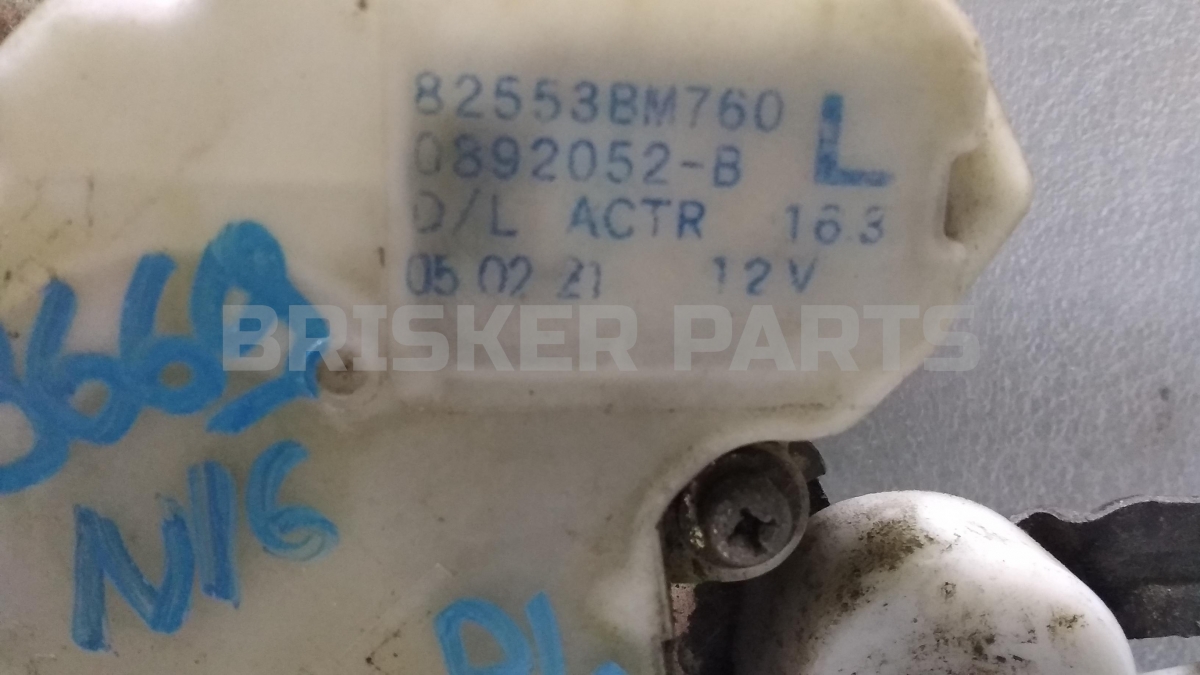 82553BM760 L
0892052-B
D/L ACTR 16.3
05 02 21 12V
BRISKER PARTS
N16